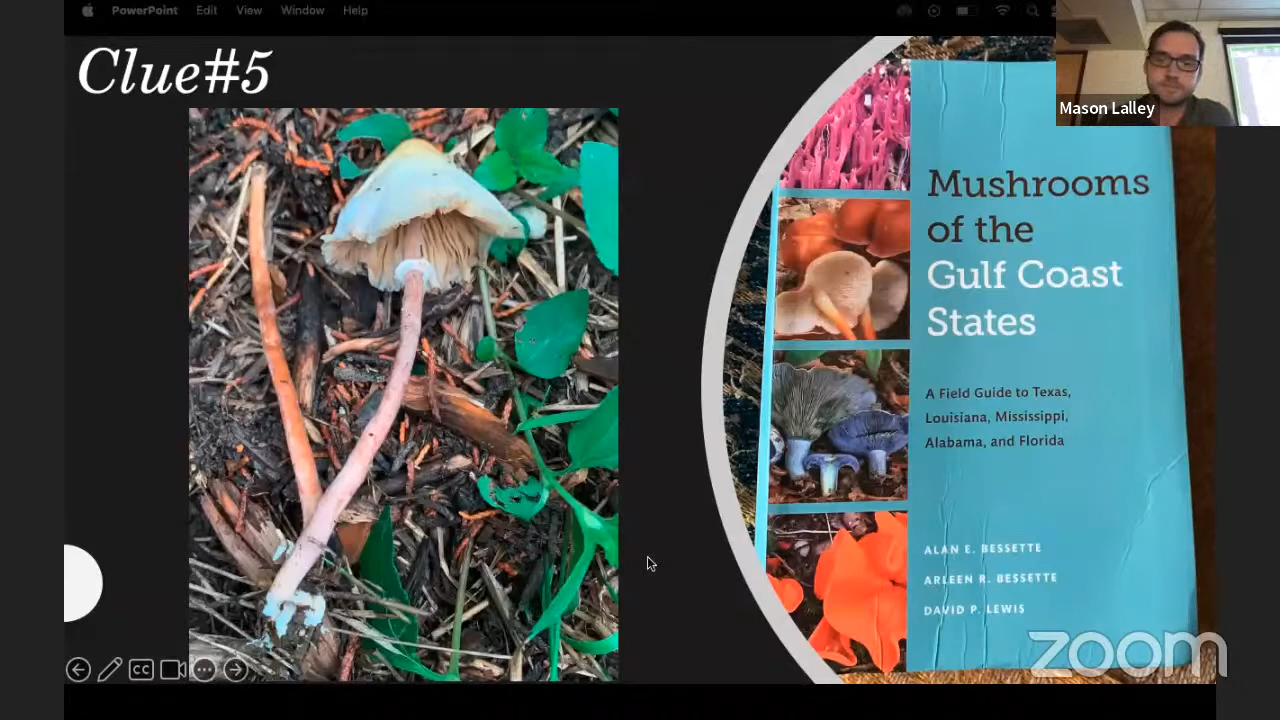 PowerPoint Edit View Window Help
Clue#5
Mason Lalley
Mushrooms
of the
Gulf Coast
States
A Field Guide to Texas,
Louisiana, Mississippi,
Alabama, and Florida
ALAN E. BESSETTE
ARLEEN R. BESSETTE
DAVID P. LEWIS
CC
zoom